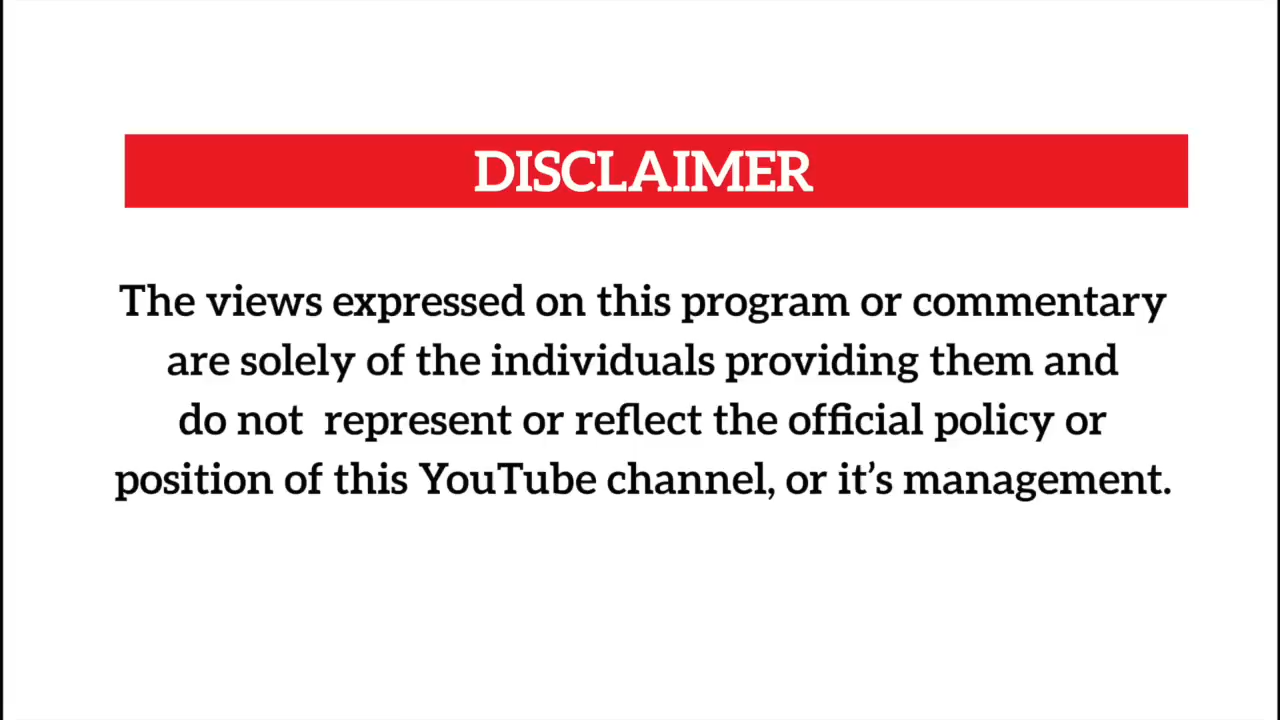 DISCLAIMER
The views expressed on this program or commentary
are solely of the individuals providing them and
do not  represent or reflect the official policy or
position of this YouTube channel, or it’s management.